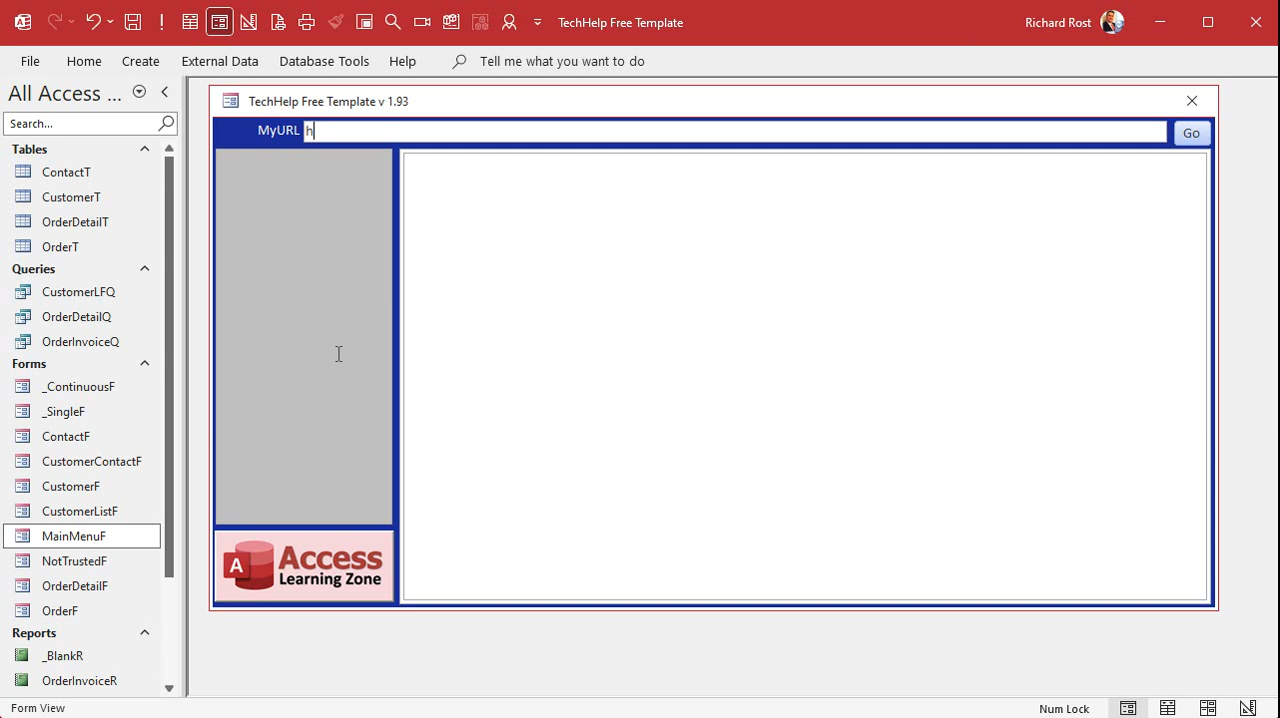 TechHelp Free Template
Richard Rost
File
Home
Create
External Data
Database Tools
Help
Tell me what you want to do
All Access ...
Search...
Tables
ContactT
CustomerT
OrderDetailT
OrderT
Queries
CustomerLFQ
OrderDetailQ
OrderInvoiceQ
Forms
_ContinuousF
_SingleF
ContactF
CustomerContactF
CustomerF
CustomerListF
MainMenuF
NotTrustedF
OrderDetailF
OrderF
Reports
_BlankR
OrderInvoiceR
TechHelp Free Template v 1.93
MyURL h
Go
A Access
Learning Zone
Form View
Num Lock